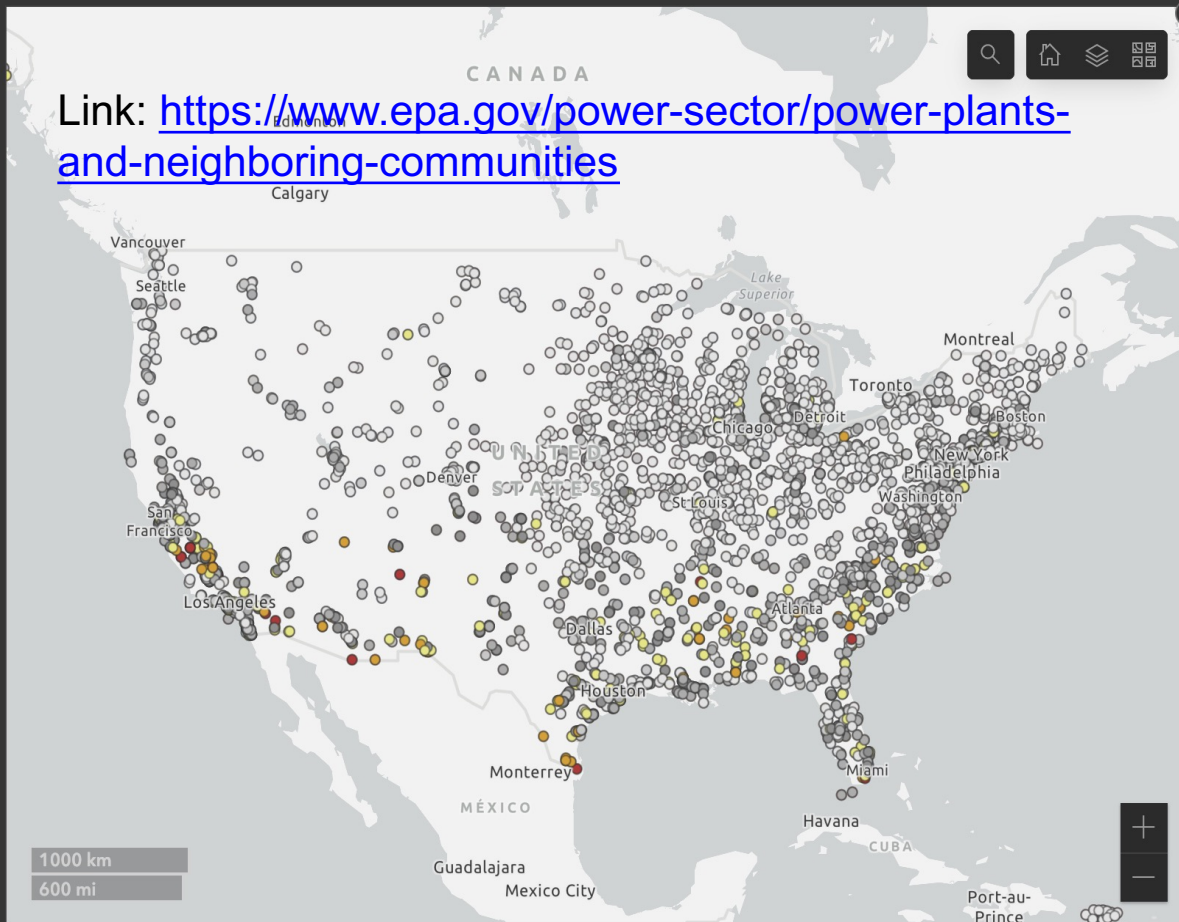 CANADA
Link: https://www.epa.gov/power-sector/power-plants-
Edmonton
and-neighboring-communities
Calgary
Vancouver
Seattle
Lake
Superior
Montreal
Toronto
Detroit
Boston
Chicago
UNITED
STATES
New York
Philadelphia
Denver
Washington
St Louis
San
Francisco
Los Angeles
Atlanta
Dallas
Houston
Monterrey
Miami
MÉXICO
Havana
CUBA
1000 km
600 mi
Guadalajara
Mexico City
Port-au-
Prince